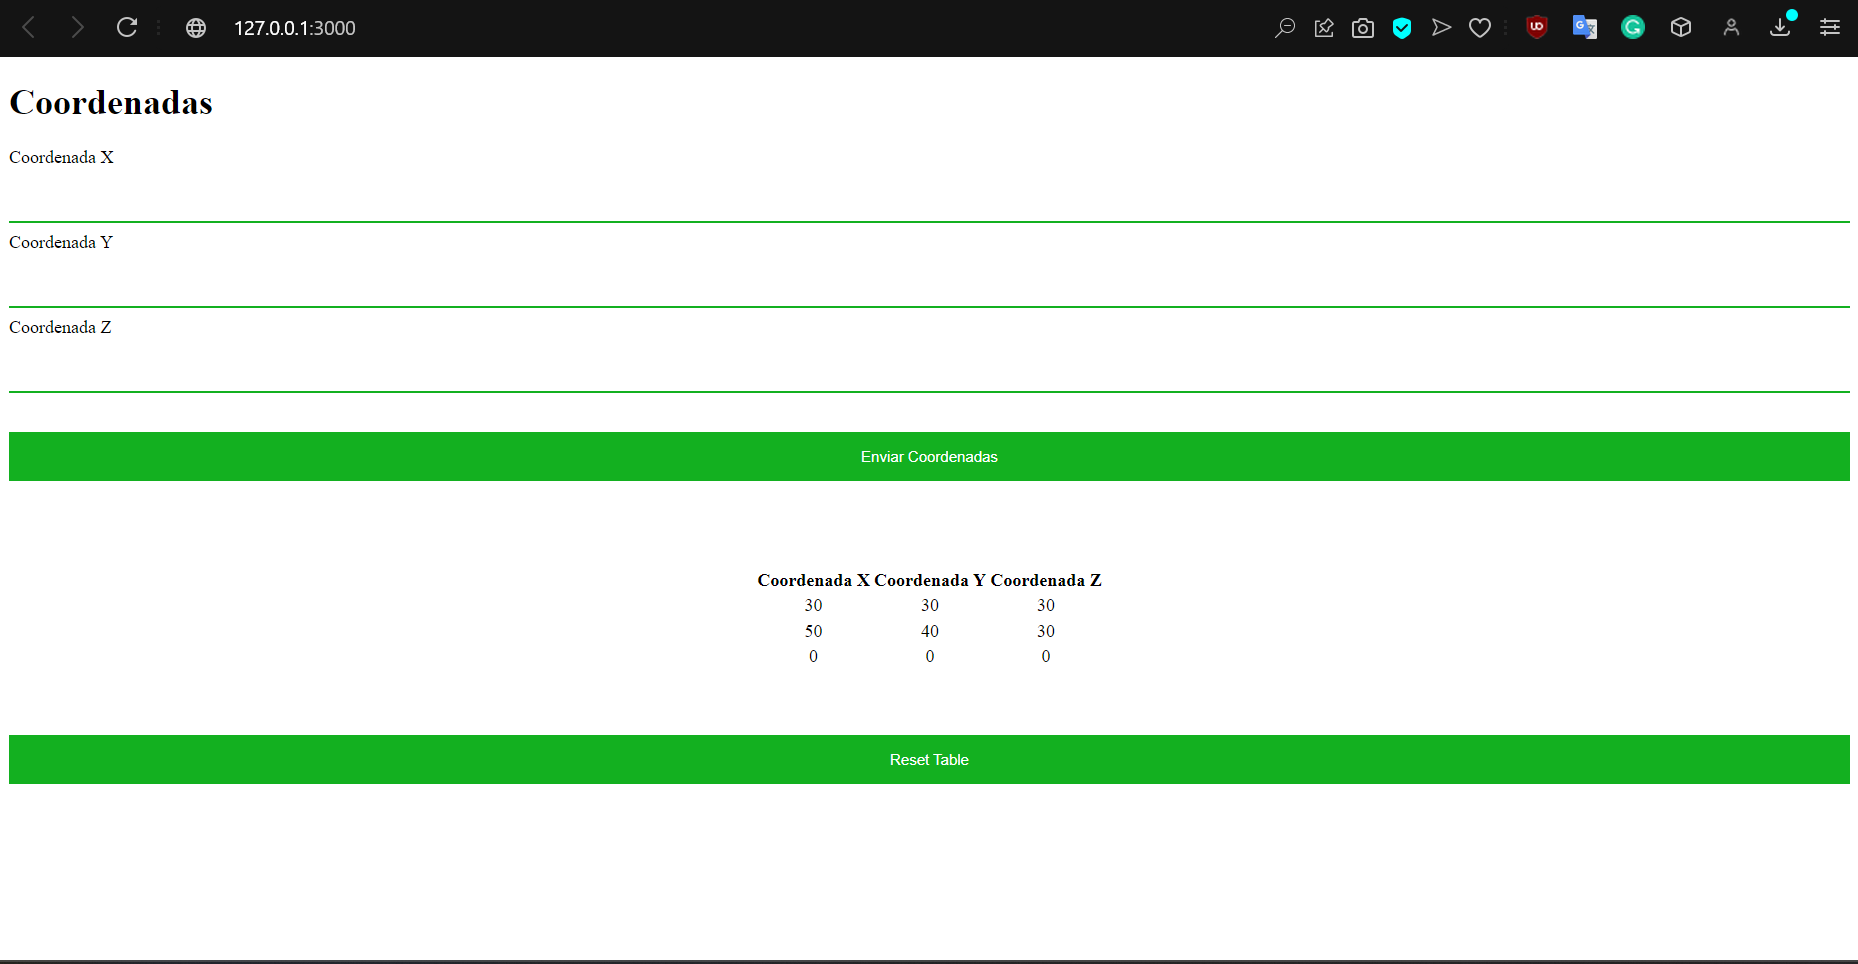 127.0.0.1:3000
Coordenadas
Coordenada X
Coordenada Y
Coordenada Z
Enviar Coordenadas
Coordenada X Coordenada Y Coordenada Z
30 30 30
50 40 30
0 0 0
Reset Table